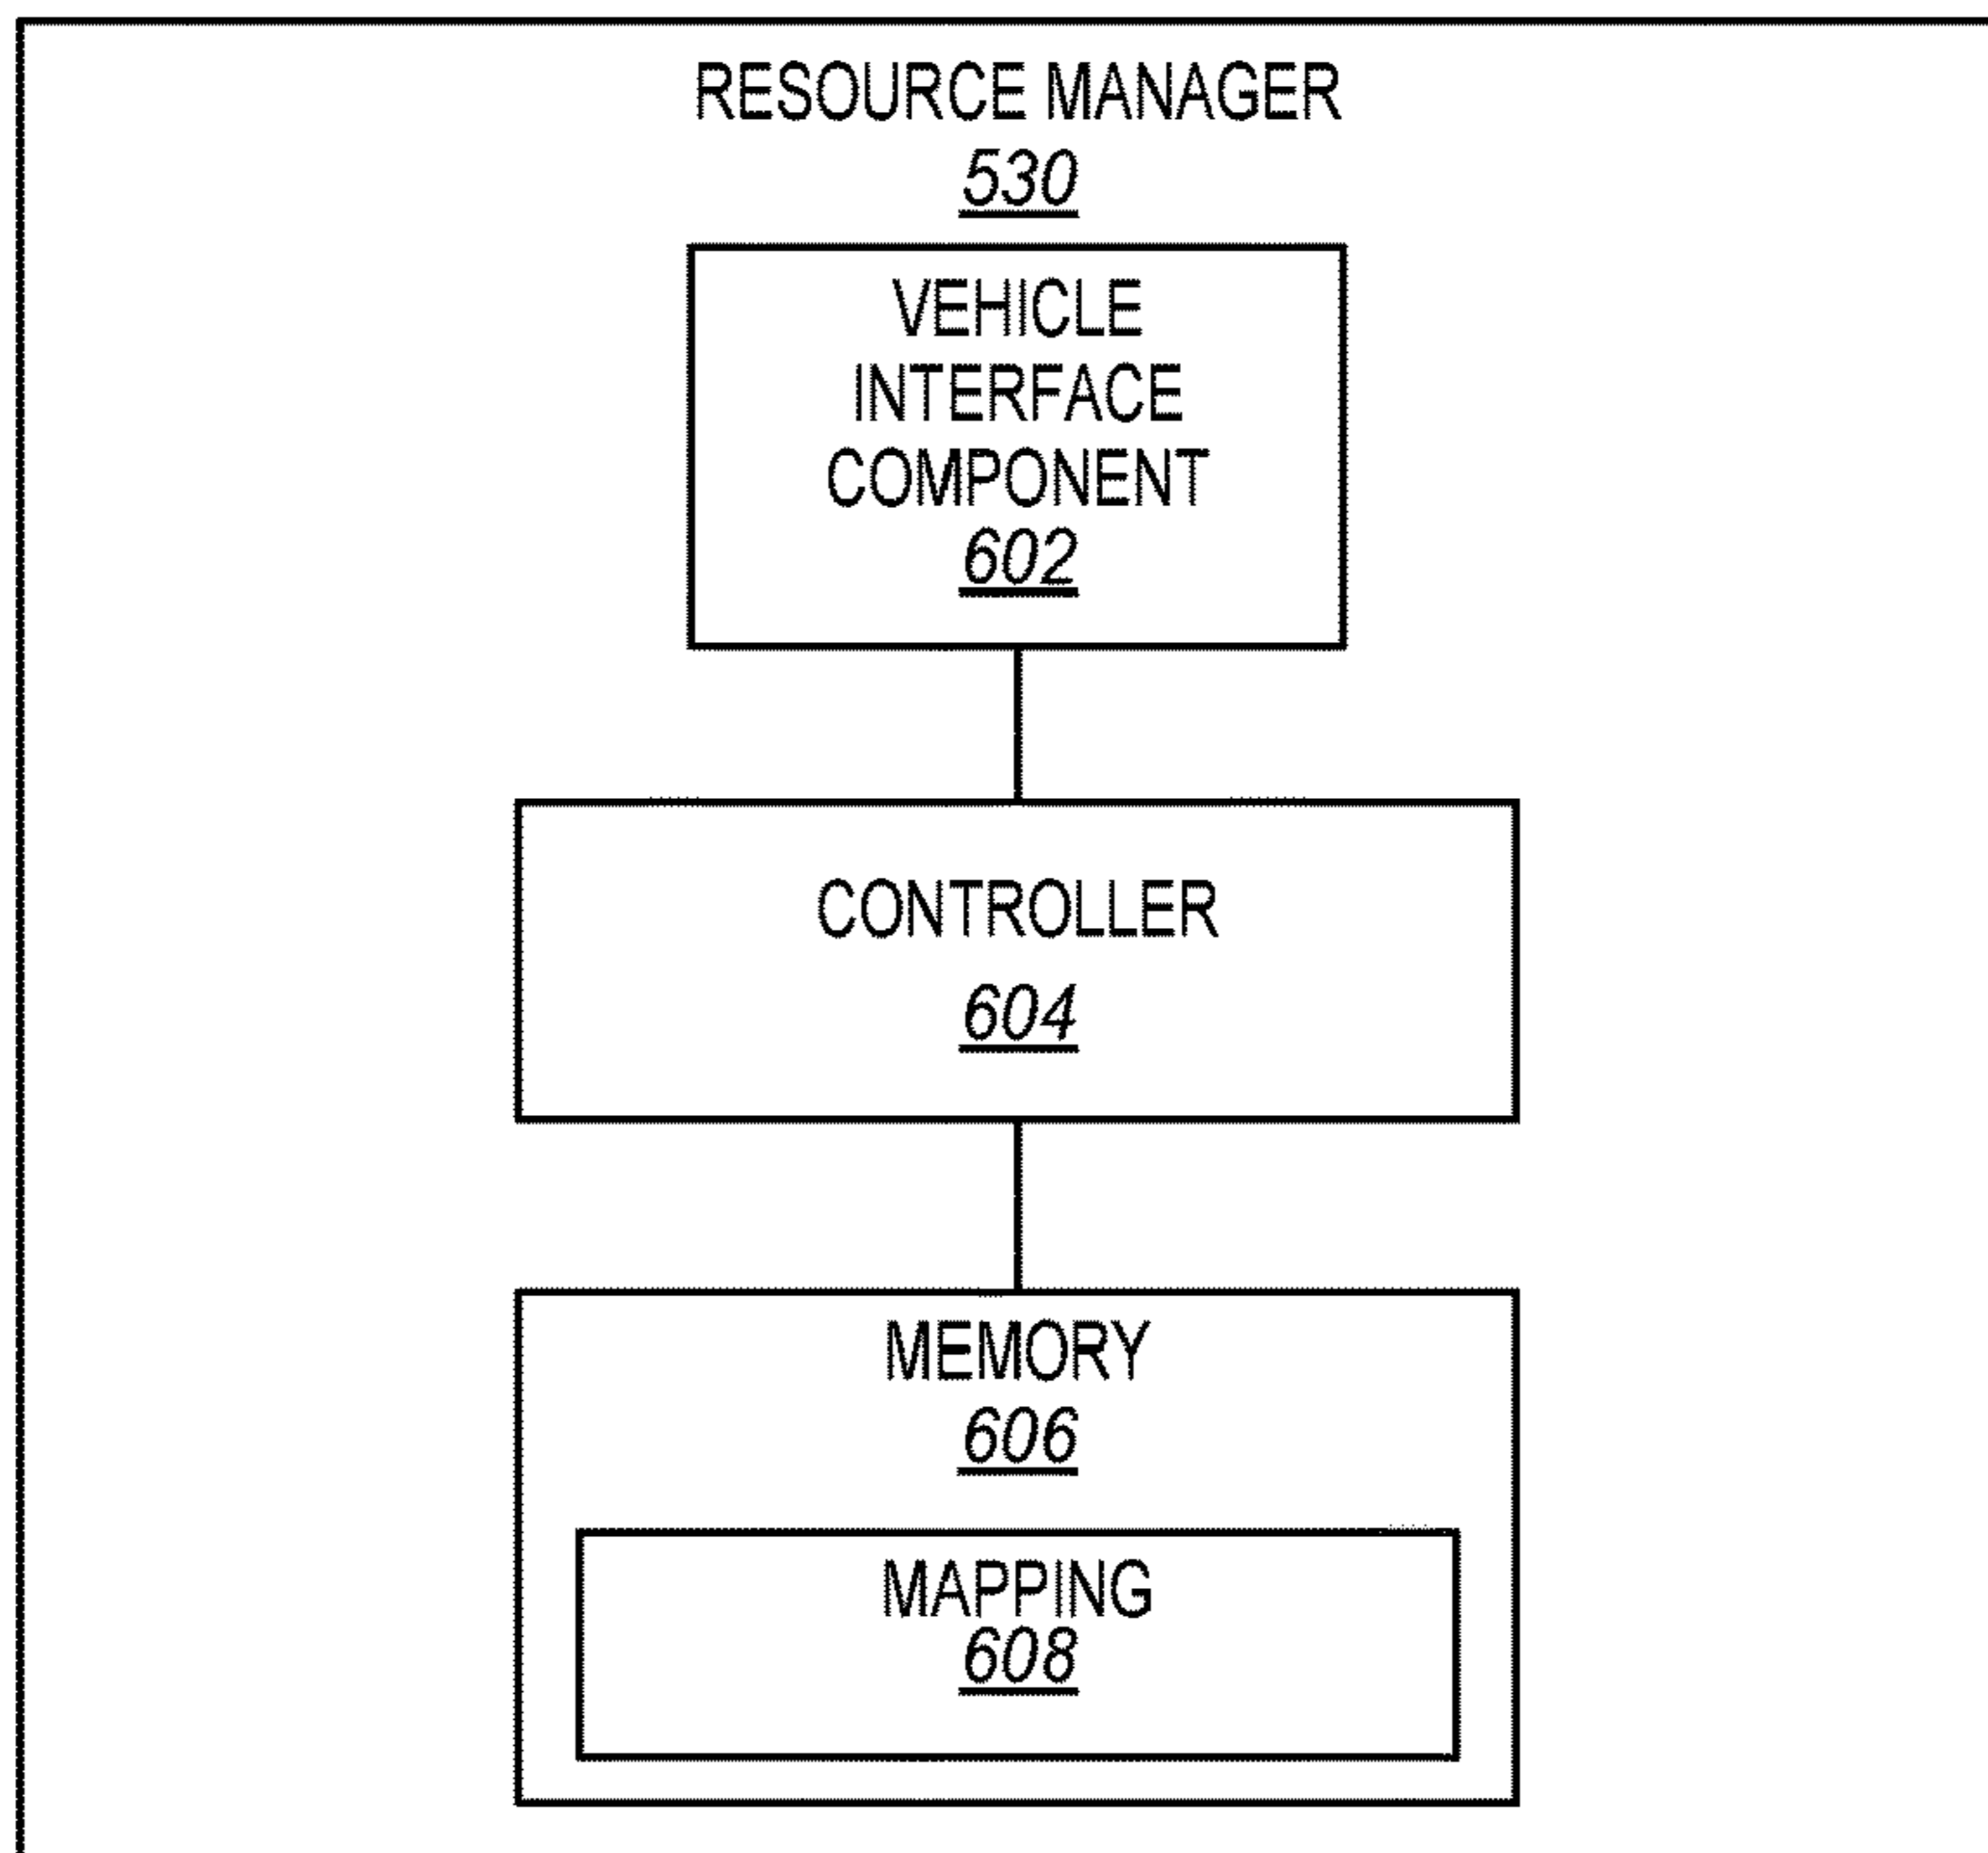 RESOURCE MANAGER
530
VEHICLE
INTERFACE
COMPONENT
602
CONTROLLER
604
MEMORY
606
MAPPING
608